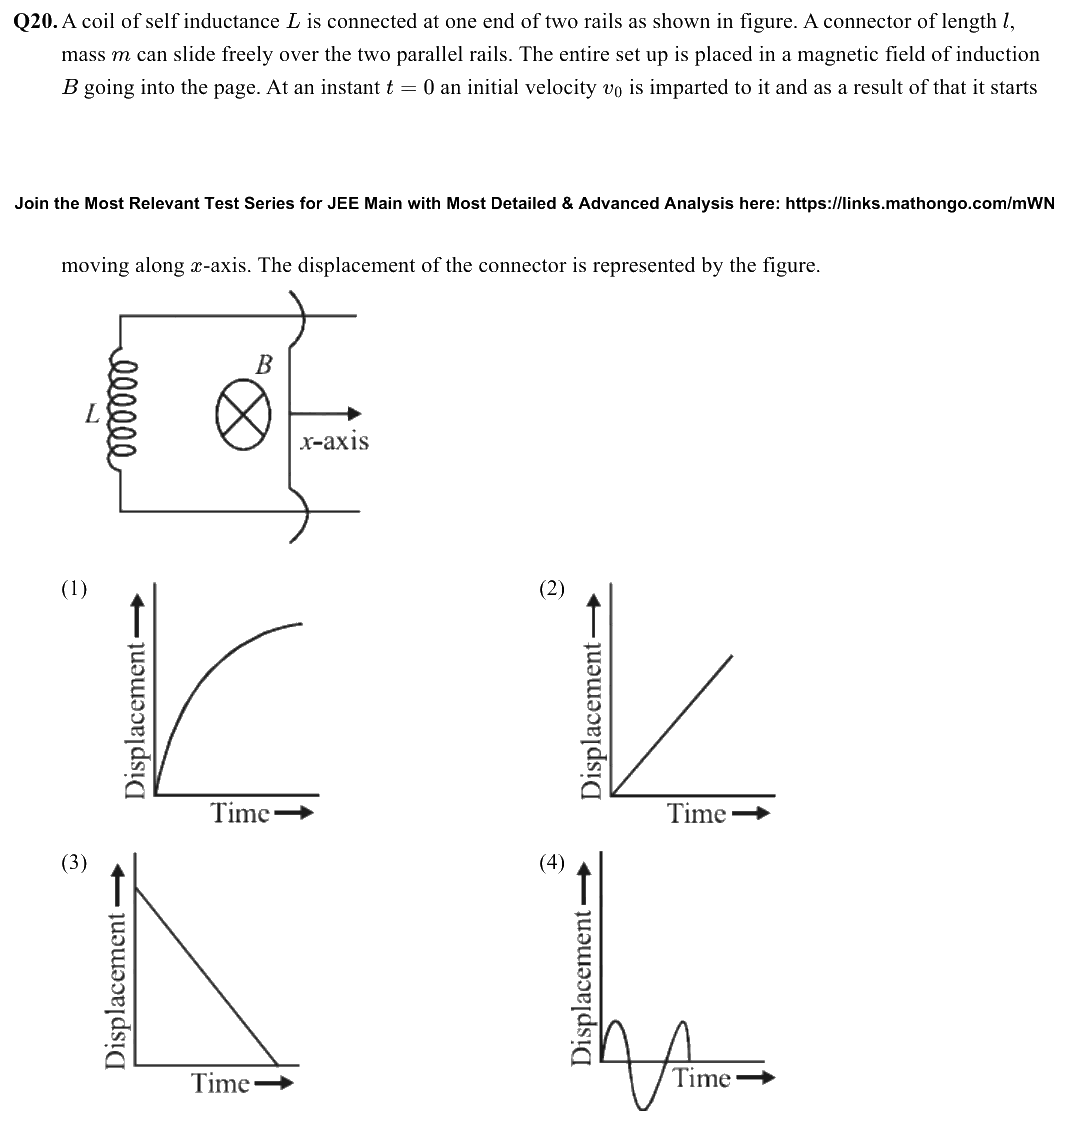 Q20. A coil of self inductance L is connected at one end of two rails as shown in figure. A connector of length l,
mass m can slide freely over the two parallel rails. The entire set up is placed in a magnetic field of induction
B going into the page. At an instant t = 0 an initial velocity v₀ is imparted to it and as a result of that it starts
Join the Most Relevant Test Series for JEE Main with Most Detailed & Advanced Analysis here: https://links.mathongo.com/mWN
moving along x-axis. The displacement of the connector is represented by the figure.
B
L
x-axis
(1)
Displacement
Time
(2)
Displacement
Time
(3)
Displacement
Time
(4)
Displacement
Time